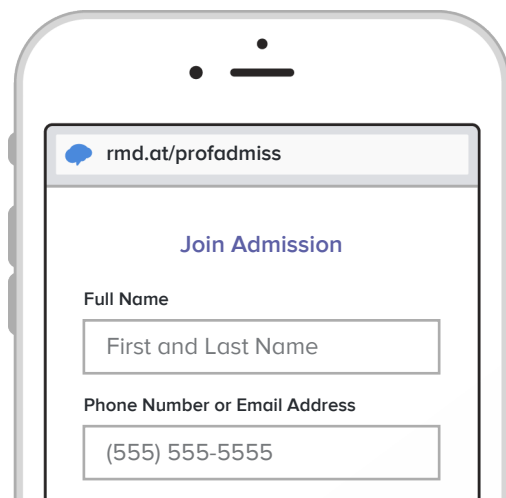 rmd.at/profadmiss
Join Admission
Full Name
First and Last Name
Phone Number or Email Address
(555) 555-5555